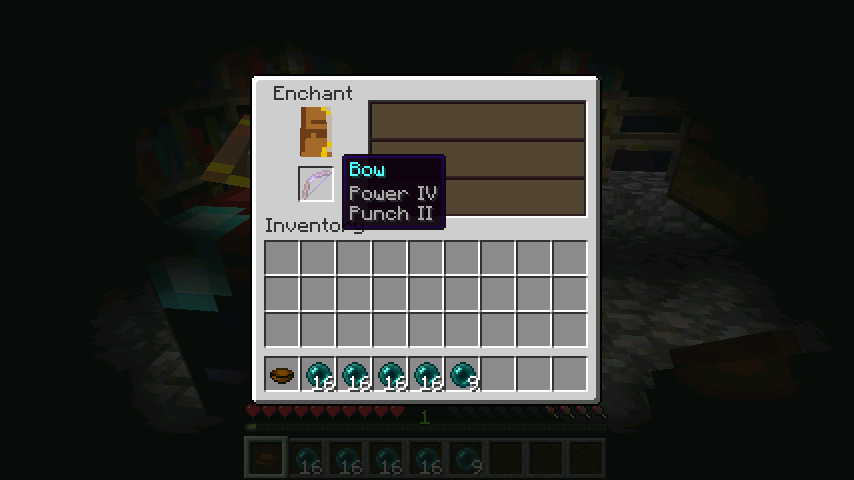 Enchant
Bow
Power IV
Punch II
Inventory
16 16 16 16 9
1
16 16 16 16 9